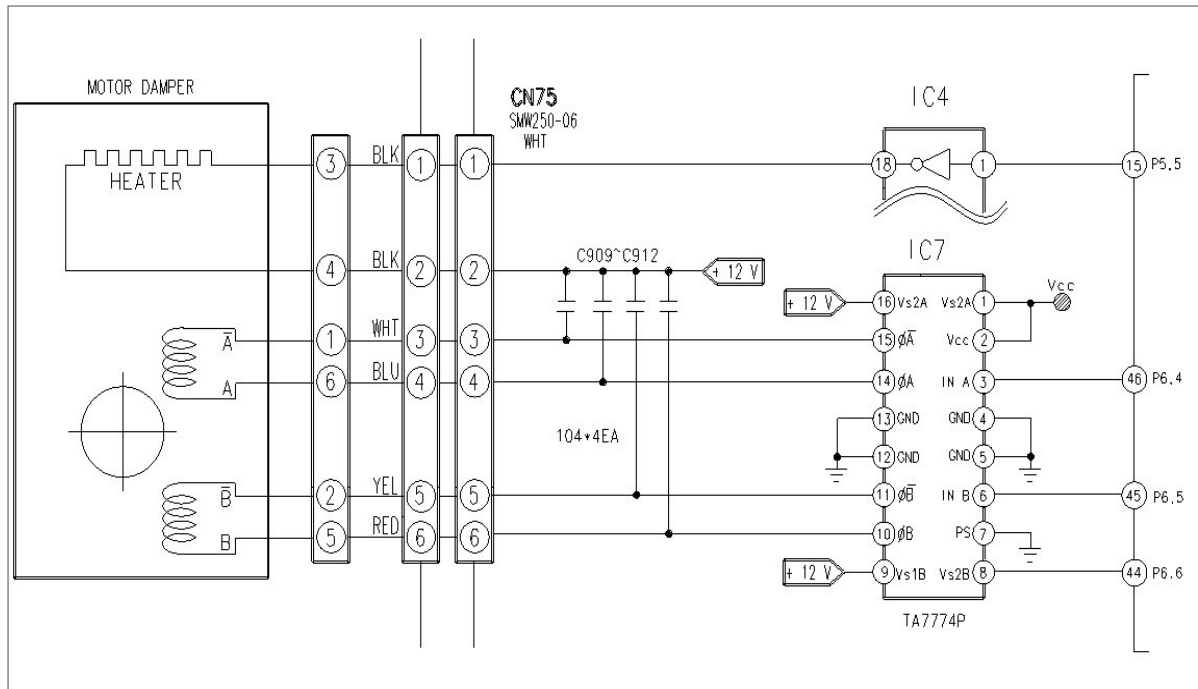 MOTOR DAMPER
CN75
SMW250-06
WHT
IC4
3 BLK 1 1 18 1 15 P5.5
HEATER
C909~C912
IC7
4 BLK 2 2 + 12 V
Vcc
+ 12 V 16 Vs2A Vs2A 1
A̅ 1 WHT 3 3 15 ØA̅ Vcc 2
A 6 BLU 4 4 14 ØA IN A 3 46 P6.4
13 GND GND 4
104*4EA
12 GND GND 5
B̅ 2 YEL 5 5 11 ØB̅ IN B 6 45 P6.5
B 5 RED 6 6 10 ØB PS 7
+ 12 V 9 Vs1B Vs2B 8 44 P6.6
TA7774P